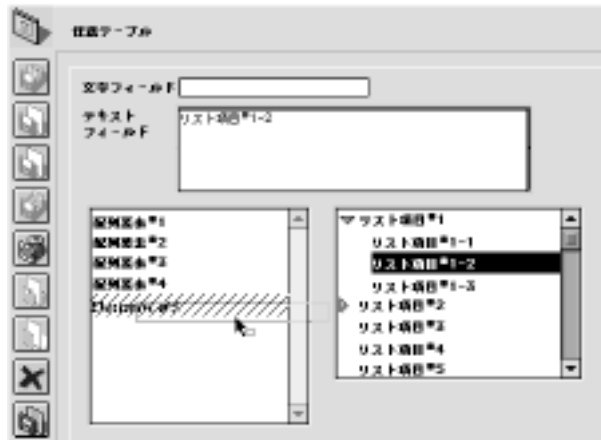 任意テーブル
文字フィールド
テキスト
フィールド
リスト項目#1-2
配列要素#1
配列要素#2
配列要素#3
配列要素#4
リスト項目#1
リスト項目#1-1
リスト項目#1-2
リスト項目#1-3
リスト項目#2
リスト項目#3
リスト項目#4
リスト項目#5